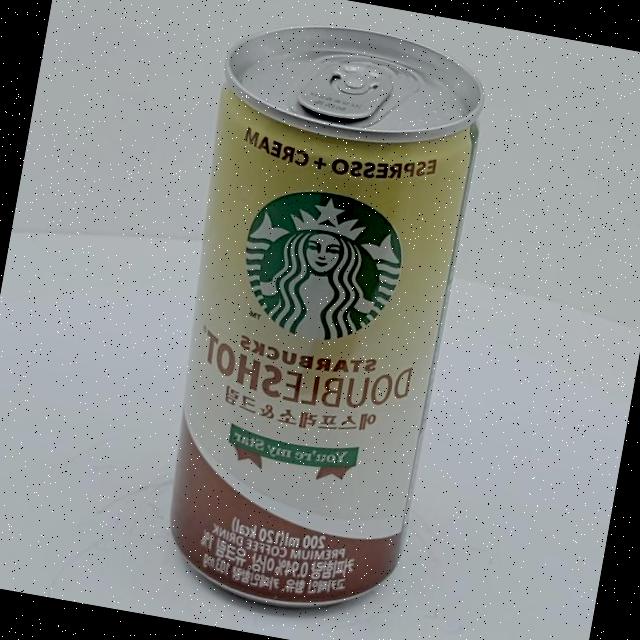 ESPRESSO + CREAM
™
STARBUCKS
DOUBLESHOT
에스프레소 & 크림
You're my Star
200 ml (120 kcal)
PREMIUM COFFEE DRINK